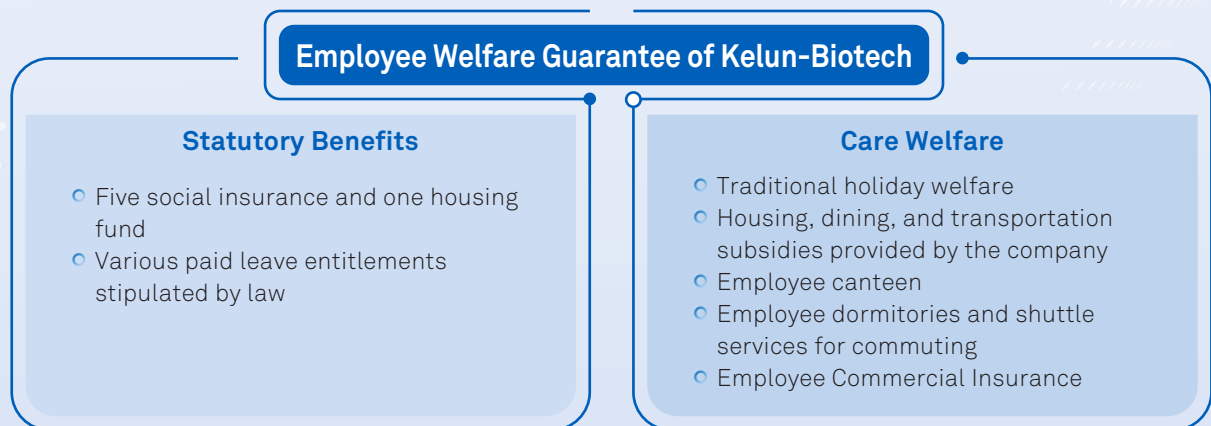 Employee Welfare Guarantee of Kelun-Biotech
Statutory Benefits
Five social insurance and one housing
fund
Various paid leave entitlements
stipulated by law
Care Welfare
Traditional holiday welfare
Housing, dining, and transportation
subsidies provided by the company
Employee canteen
Employee dormitories and shuttle
services for commuting
Employee Commercial Insurance